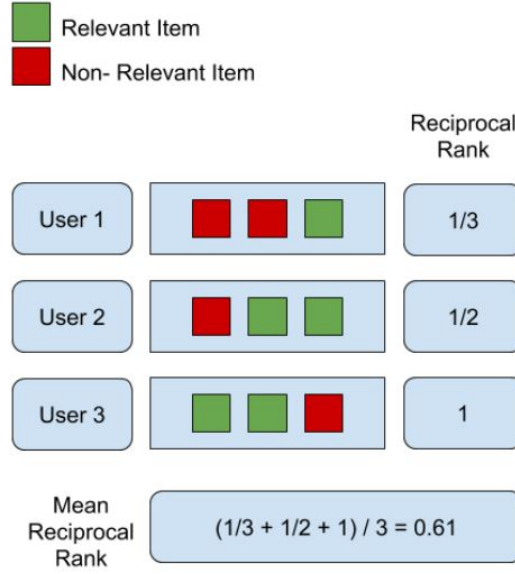 Relevant Item
Non- Relevant Item
Reciprocal
Rank
User 1
1/3
User 2
1/2
User 3
1
Mean
Reciprocal
Rank
(1/3 + 1/2 + 1) / 3 = 0.61